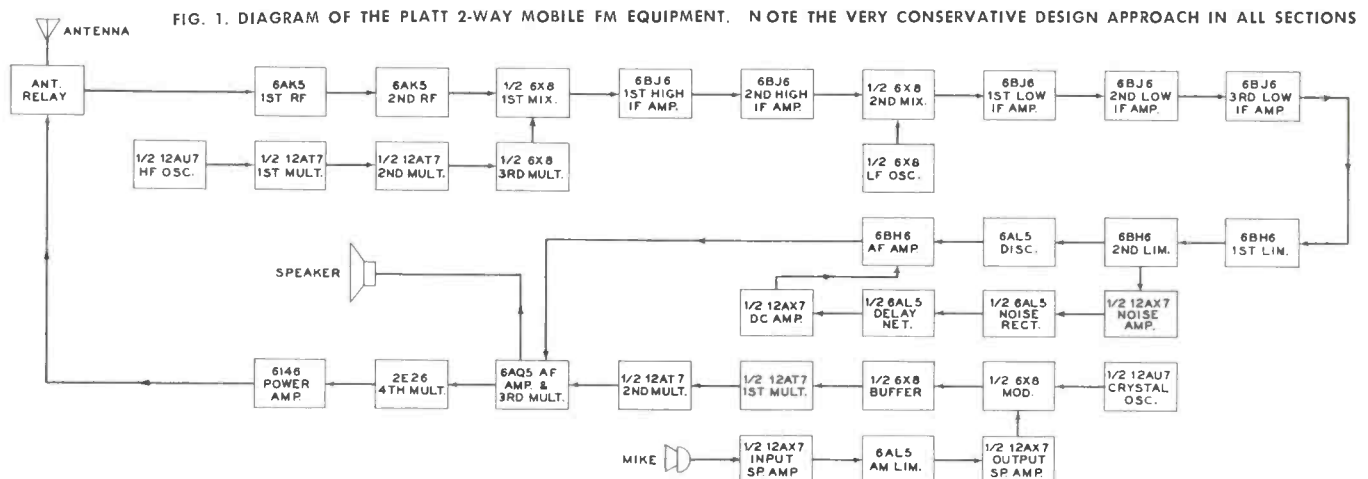 FIG. 1. DIAGRAM OF THE PLATT 2-WAY MOBILE FM EQUIPMENT. NOTE THE VERY CONSERVATIVE DESIGN APPROACH IN ALL SECTIONS
ANTENNA
ANT.
RELAY
6AK5
1ST RF
6AK5
2ND RF
1/2 6X8
1ST MIX.
6BJ6
1ST HIGH
IF AMP.
6BJ6
2ND HIGH
IF AMP.
1/2 6X8
2ND MIX.
6BJ6
1ST LOW
IF AMP.
6BJ6
2ND LOW
IF AMP.
6BJ6
3RD LOW
IF AMP.
1/2 12AU7
HF OSC.
1/2 12AT7
1ST MULT.
1/2 12AT7
2ND MULT.
1/2 6X8
3RD MULT.
1/2 6X8
LF OSC.
6BH6
AF AMP.
6AL5
DISC.
6BH6
2ND LIM.
6BH6
1ST LIM.
SPEAKER
1/2 12AX7
DC AMP.
1/2 6AL5
DELAY
NET.
1/2 6AL5
NOISE
RECT.
1/2 12AX7
NOISE
AMP.
6146
POWER
AMP.
2E26
4TH MULT.
6AQ5 AF
AMP. &
3RD MULT.
1/2 12AT7
2ND MULT.
1/2 12AT7
1ST MULT.
1/2 6X8
BUFFER
1/2 6X8
MOD.
1/2 12AU7
CRYSTAL
OSC.
MIKE
1/2 12AX7
INPUT
SP. AMP
6AL5
AM LIM.
1/2 12AX7
OUTPUT
SP. AMP.